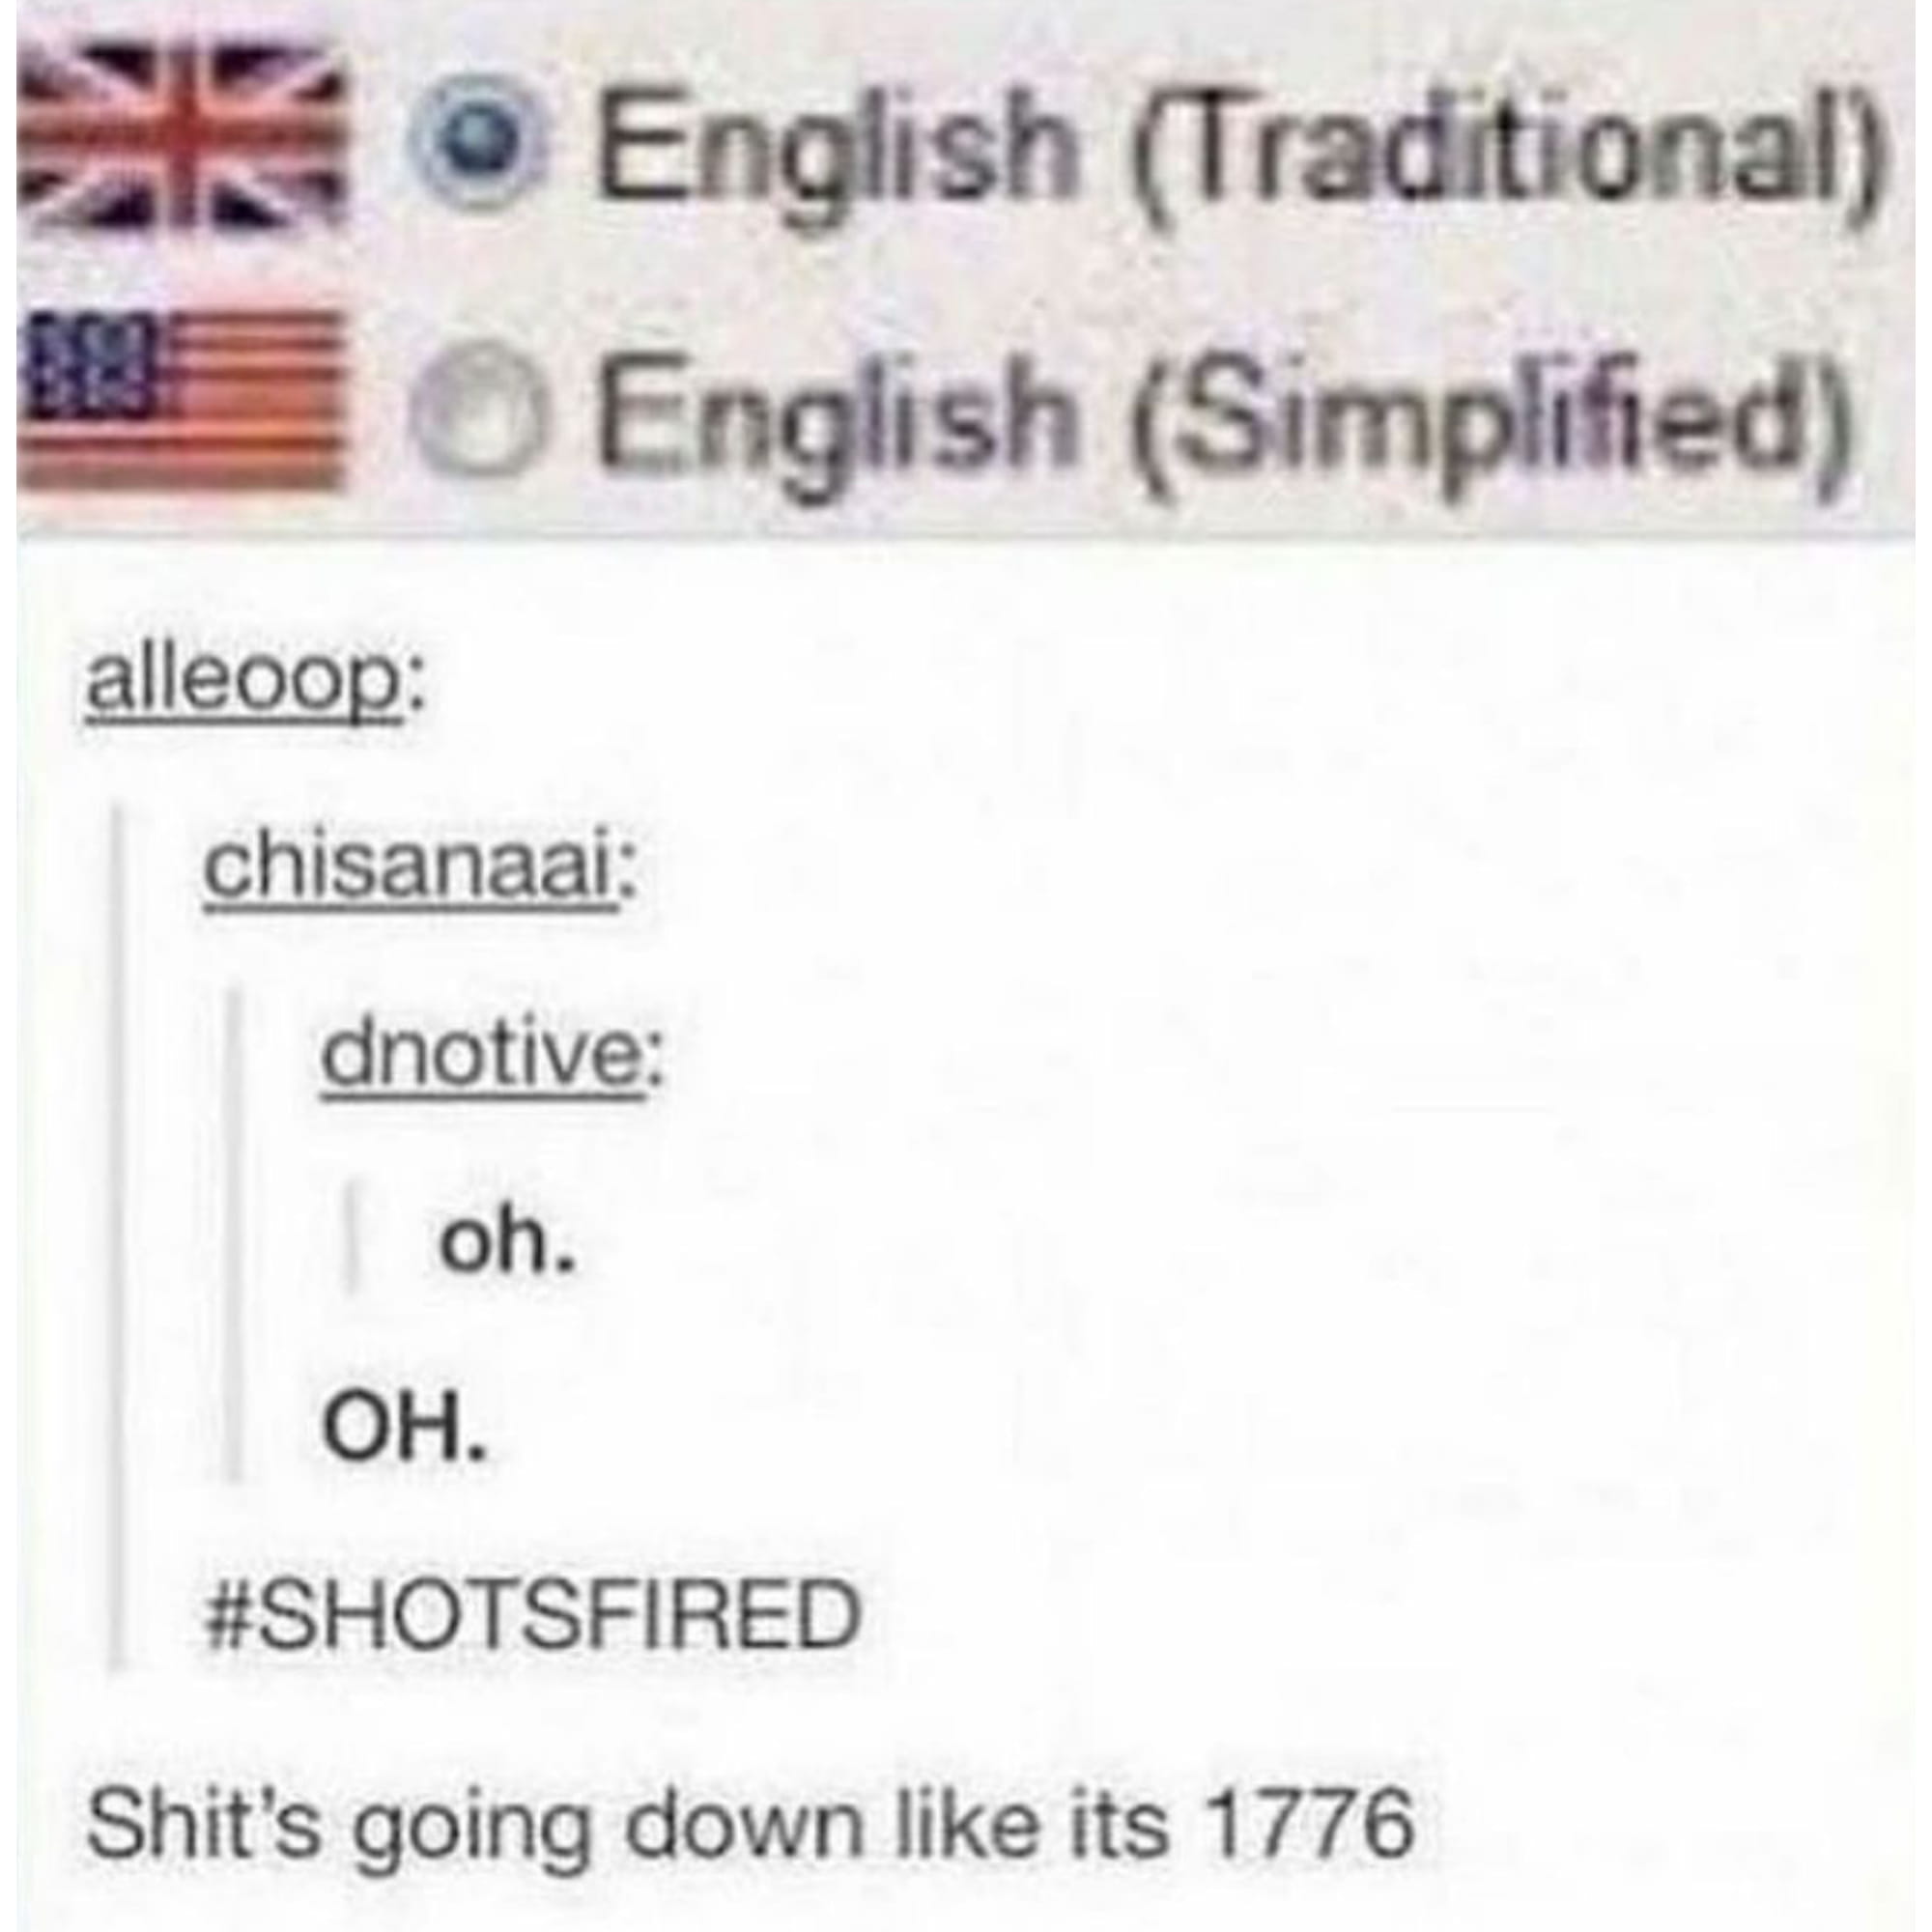 English (Traditional)
English (Simplified)
alleoop:
chisanaai:
dnotive:
oh.
OH.
#SHOTSFIRED
Shit's going down like its 1776